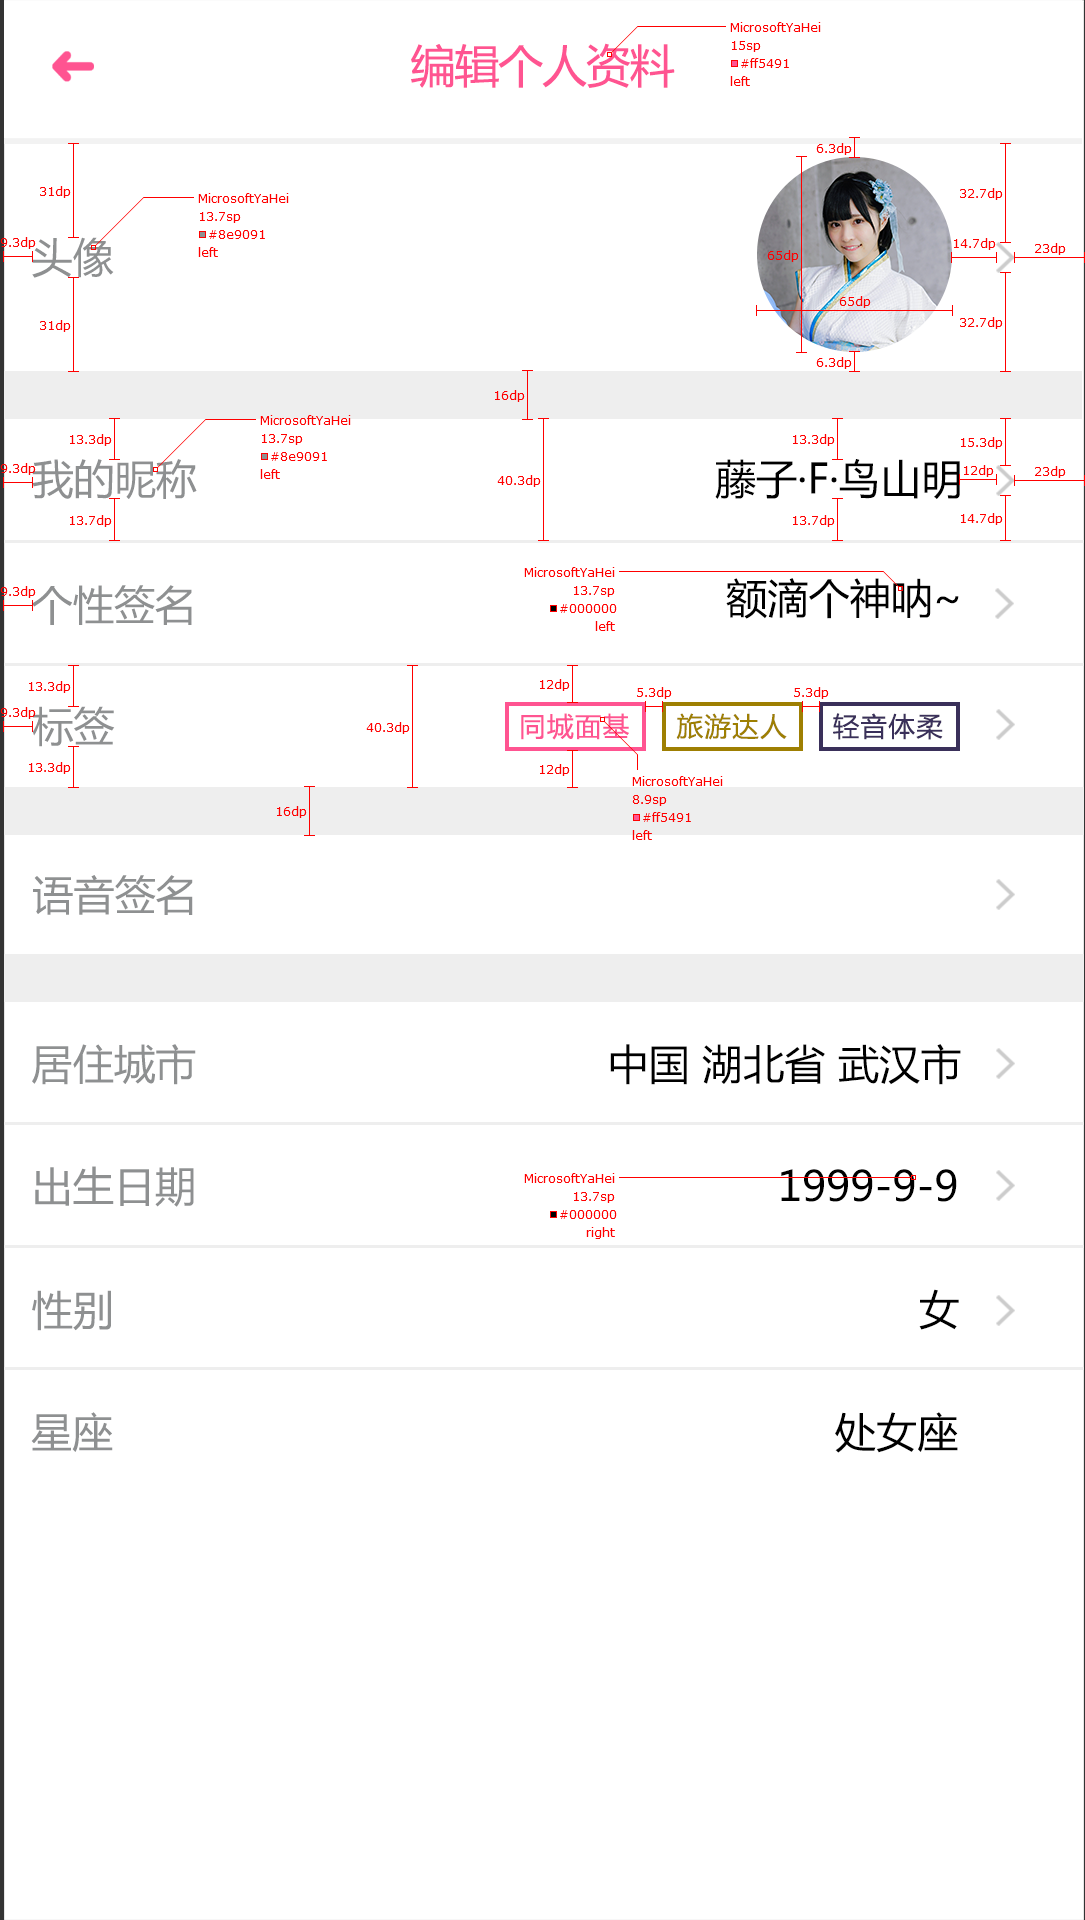 编辑个人资料
MicrosoftYaHei
15sp
#ff5491
left
6.3dp
31dp
MicrosoftYaHei
13.7sp
#8e9091
left
32.7dp
9.3dp
头像
65dp
14.7dp
23dp
65dp
31dp
32.7dp
6.3dp
16dp
MicrosoftYaHei
13.7sp
#8e9091
left
13.3dp
13.3dp
15.3dp
9.3dp
我的昵称
40.3dp
藤子·F·鸟山明
12dp
23dp
13.7dp
13.7dp
14.7dp
9.3dp
个性签名
MicrosoftYaHei
13.7sp
#000000
left
额滴个神呐~
13.3dp
12dp
5.3dp
5.3dp
9.3dp
标签
40.3dp
同城面基
旅游达人
轻音体柔
13.3dp
12dp
MicrosoftYaHei
8.9sp
#ff5491
left
16dp
语音签名
居住城市
中国 湖北省 武汉市
出生日期
MicrosoftYaHei
13.7sp
#000000
right
1999-9-9
性别
女
星座
处女座